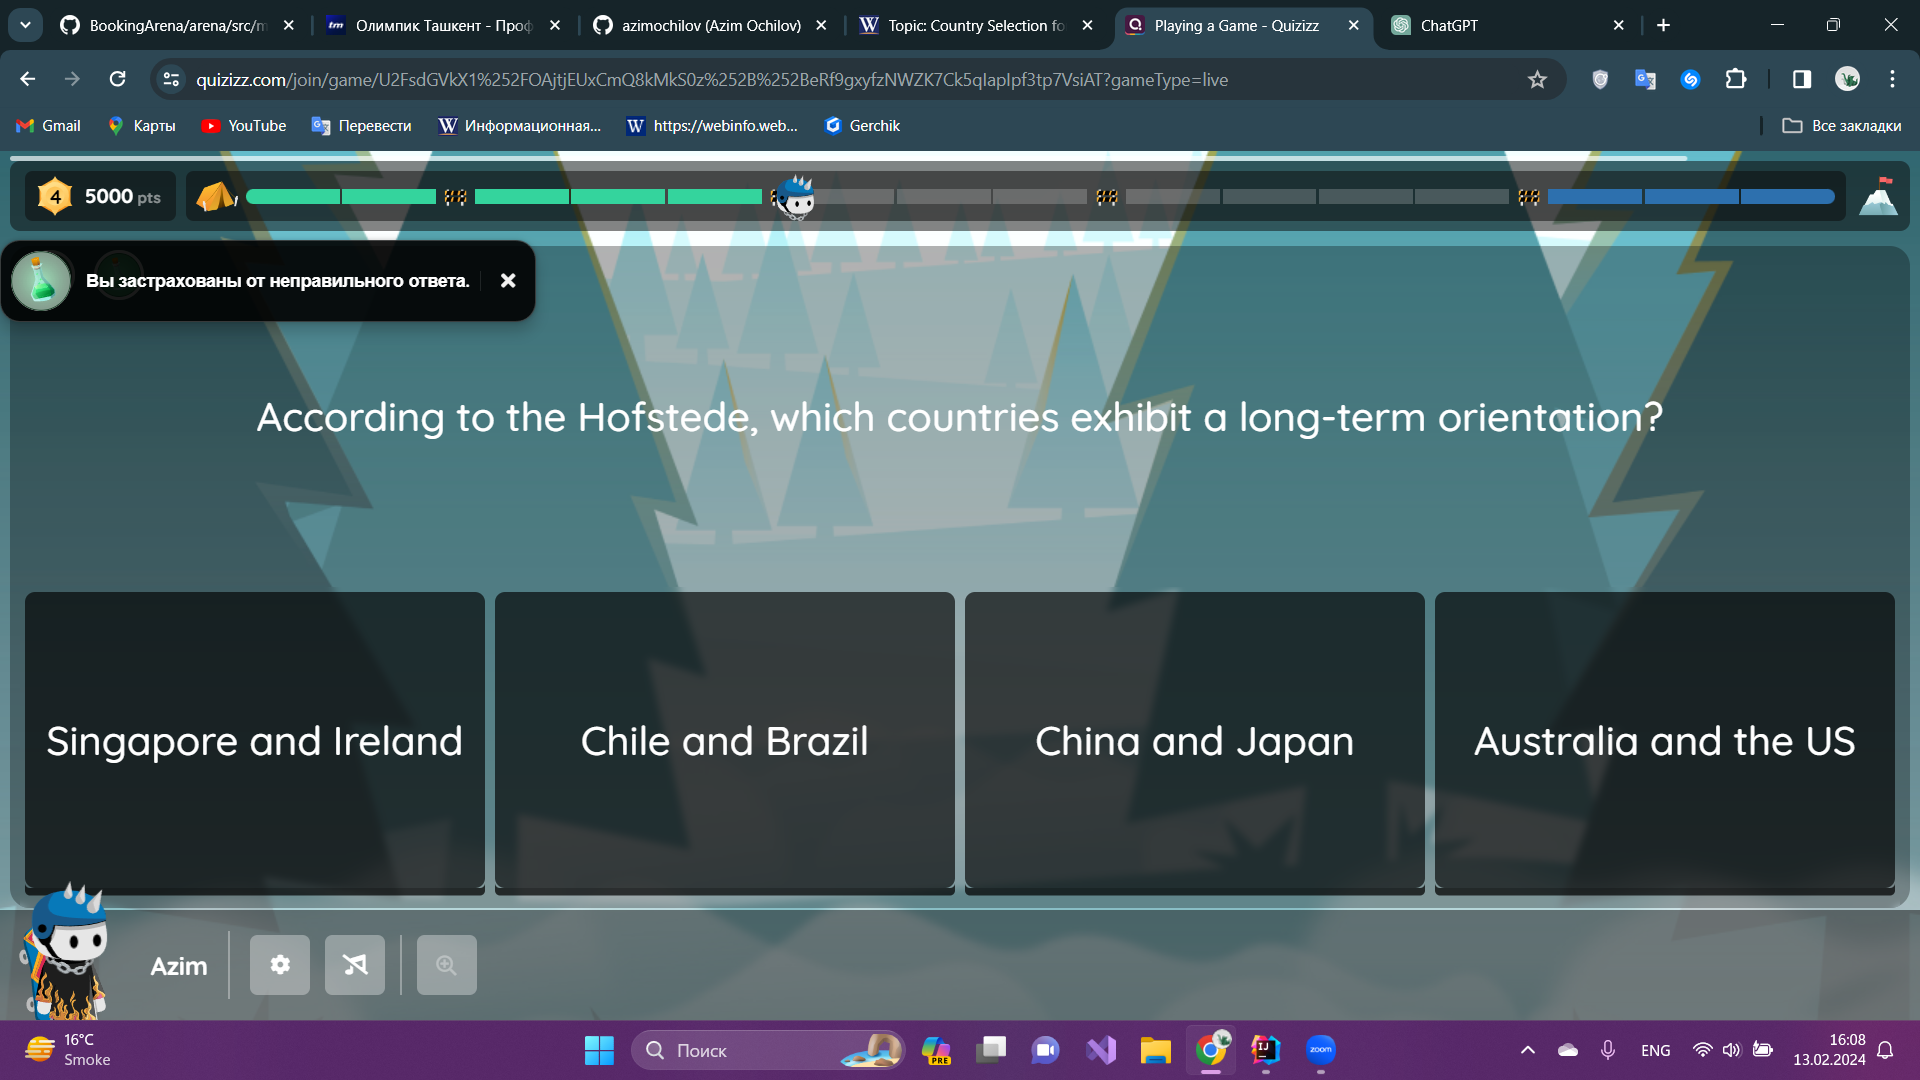 BookingArena/arena/src/m
Олимпик Ташкент - Проф
azimochilov (Azim Ochilov)
Topic: Country Selection fo
Playing a Game - Quizizz
ChatGPT
quizizz.com/join/game/U2FsdGVkX1%252FOAjtjEUxCmQ8kMkS0z%252B%252BeRf9gxyfzNWZK7Ck5qIapIpf3tp7VsiAT?gameType=live
Gmail
Карты
YouTube
Перевести
Информационная...
https://webinfo.web...
Gerchik
Все закладки
4 5000 pts
Вы застрахованы от неправильного ответа.
According to the Hofstede, which countries exhibit a long-term orientation?
Singapore and Ireland
Chile and Brazil
China and Japan
Australia and the US
Azim
16°C
Smoke
Поиск
PRE
zoom
ENG
16:08
13.02.2024